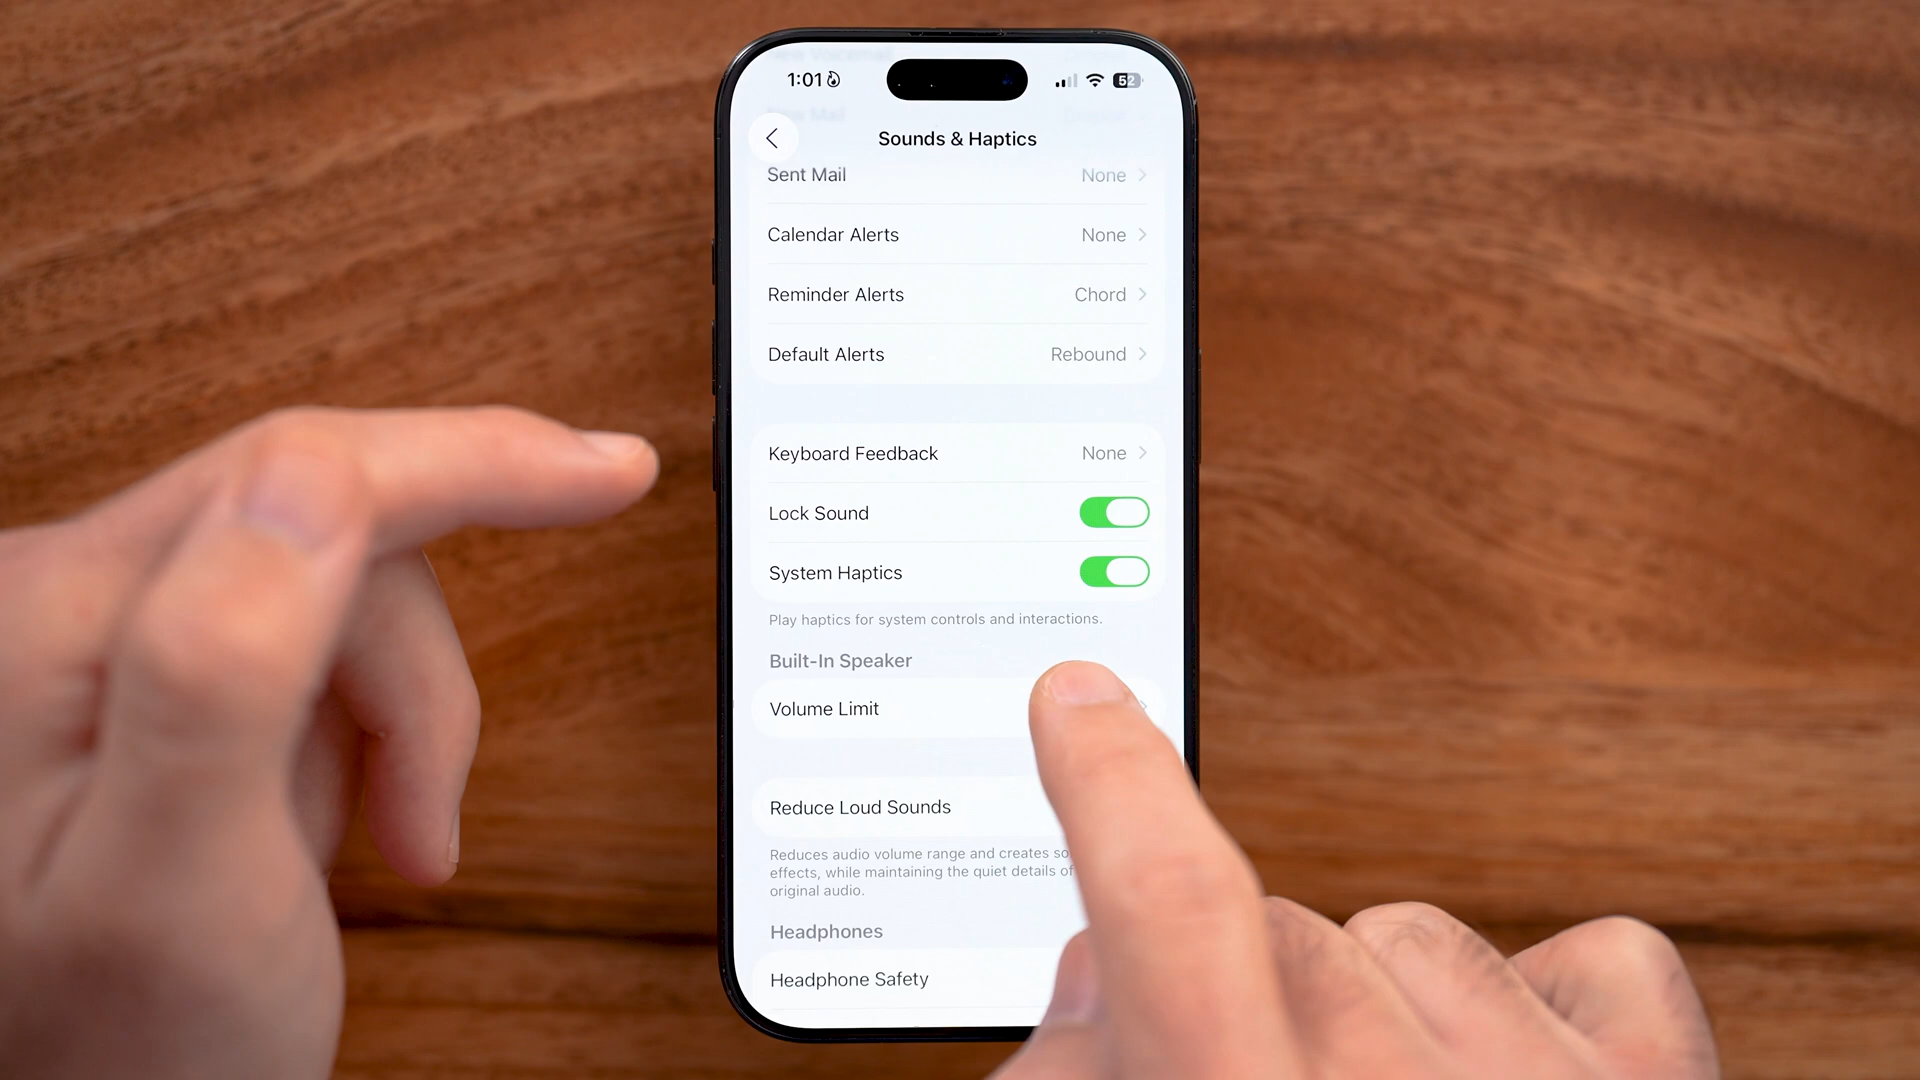 1:01
52
Sounds & Haptics
Sent Mail None
Calendar Alerts None
Reminder Alerts Chord
Default Alerts Rebound
Keyboard Feedback None
Lock Sound
System Haptics
Play haptics for system controls and interactions.
Built-In Speaker
Volume Limit
Reduce Loud Sounds
Reduces audio volume range and creates
effects, while maintaining the quiet details of
original audio.
Headphones
Headphone Safety